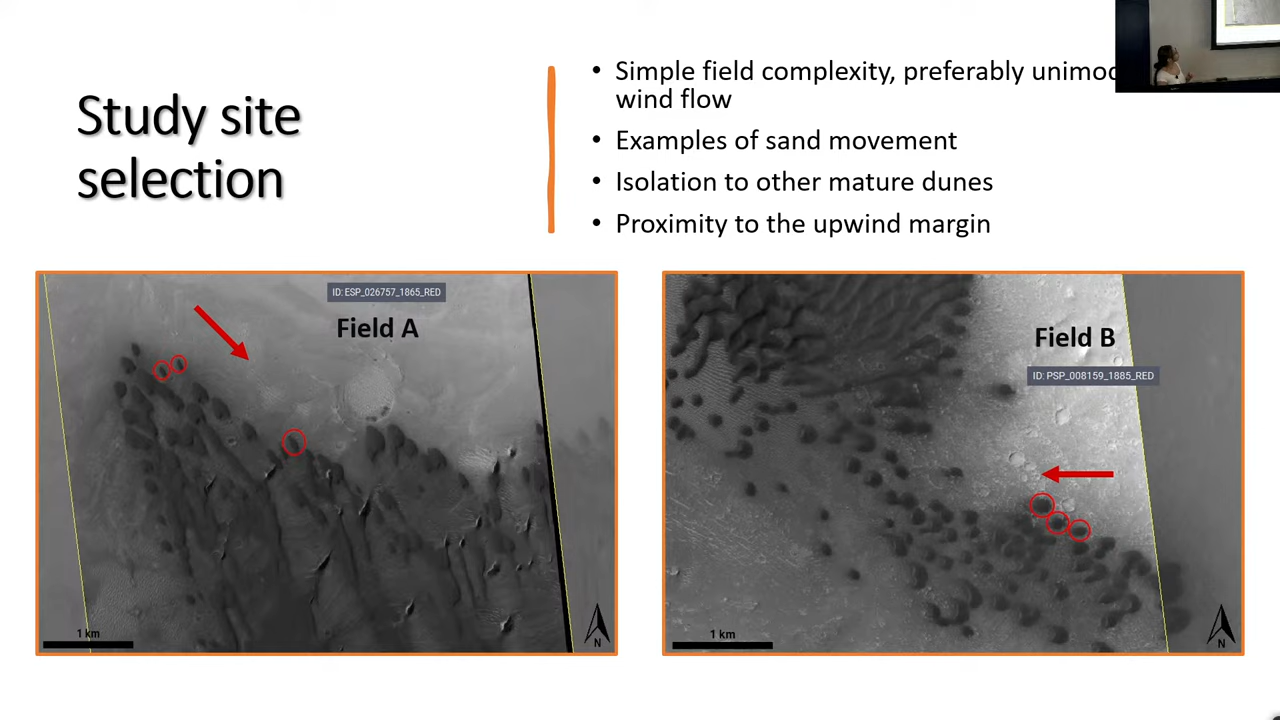 Study site
selection
• Simple field complexity, preferably
wind flow
• Examples of sand movement
• Isolation to other mature dunes
• Proximity to the upwind margin
ID: ESP_026757_1865_RED
Field A
1 km
N
Field B
ID: PSP_008159_1885_RED
1 km
N